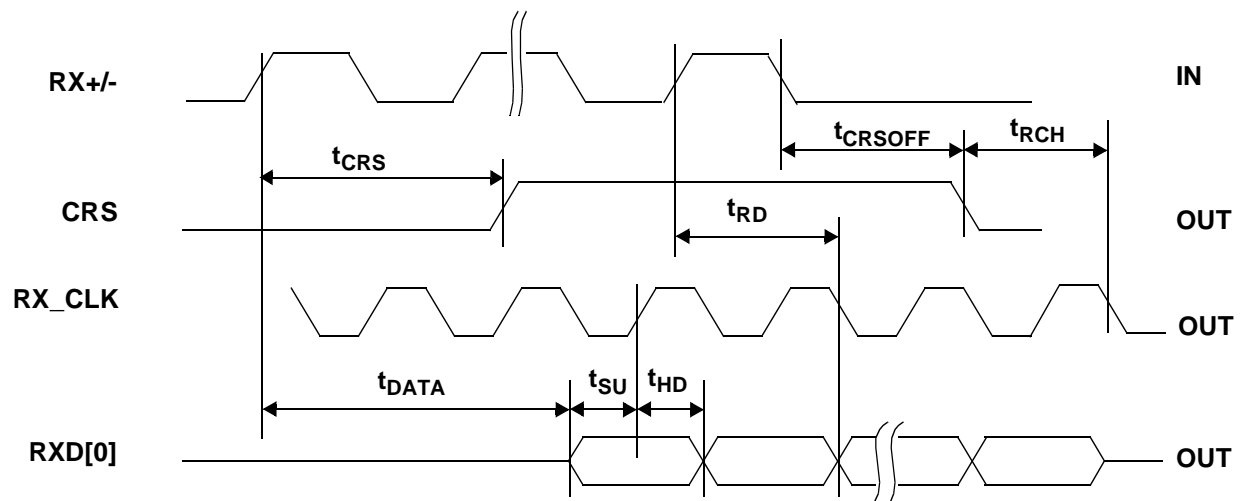 RX+/-
IN
tCRSOFF
tRCH
tCRS
CRS
tRD
OUT
RX_CLK
OUT
tDATA
tSU
tHD
RXD[0]
OUT